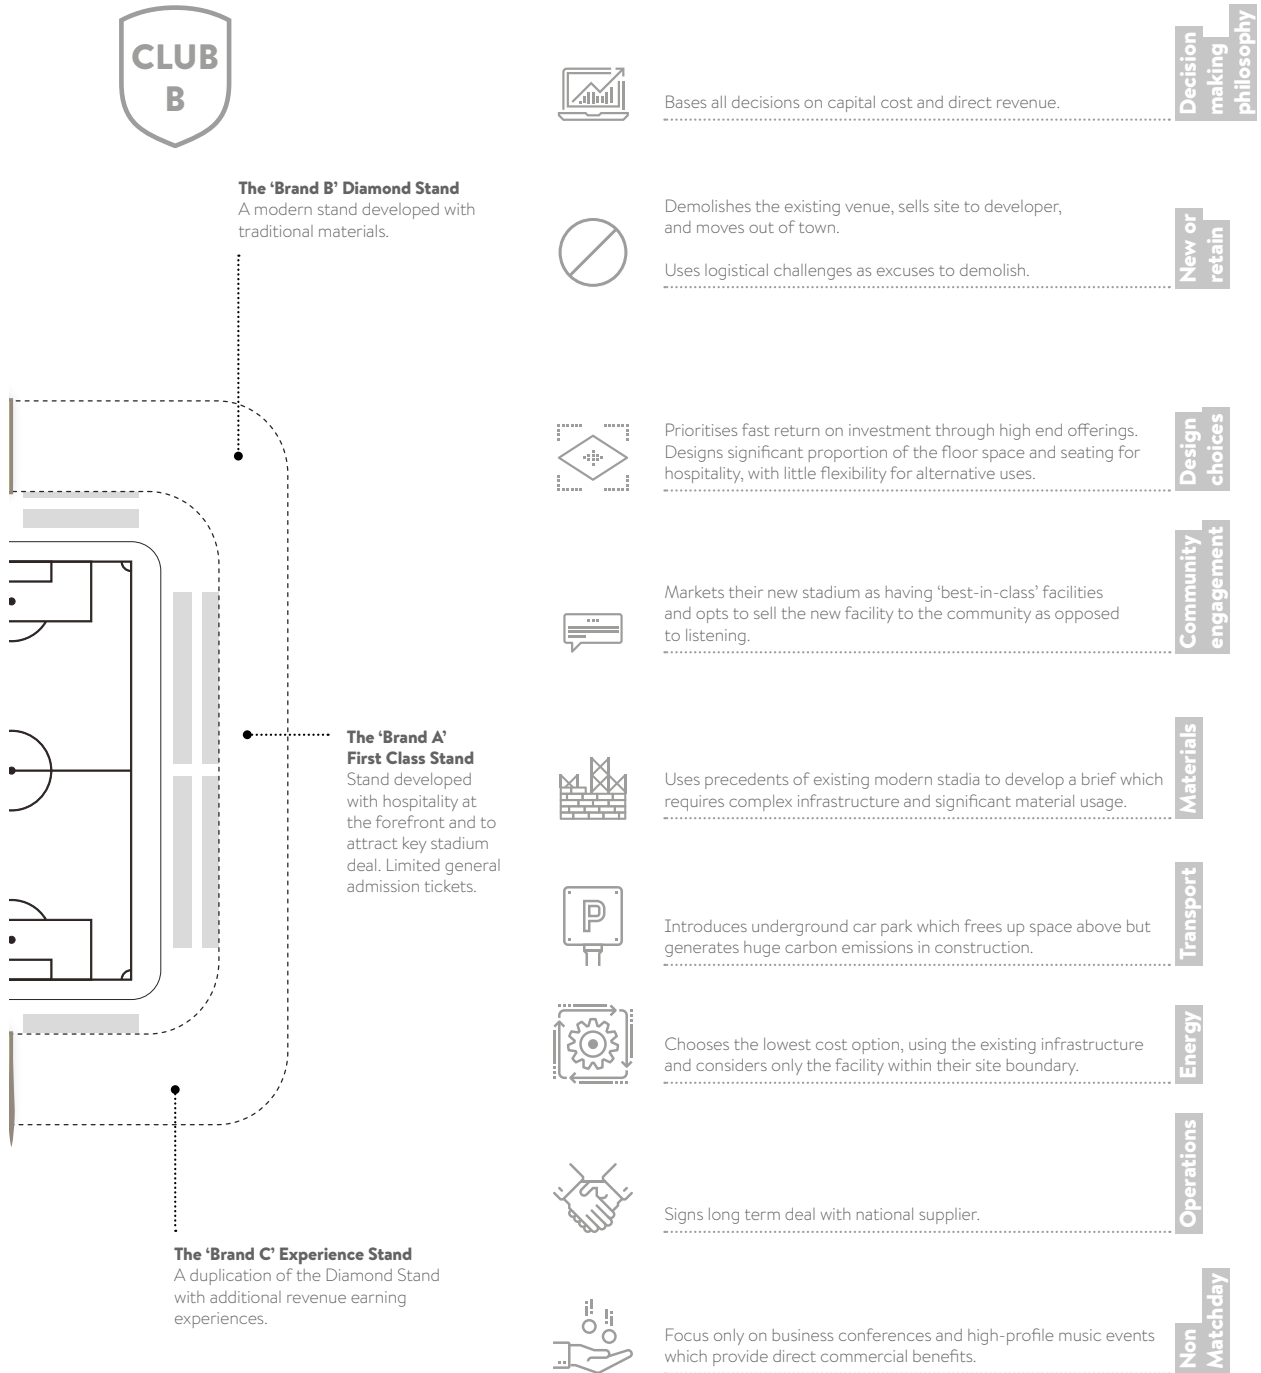 CLUB
B
The ‘Brand B’ Diamond Stand
A modern stand developed with
traditional materials.
The ‘Brand A’
First Class Stand
Stand developed
with hospitality at
the forefront and to
attract key stadium
deal. Limited general
admission tickets.
The ‘Brand C’ Experience Stand
A duplication of the Diamond Stand
with additional revenue earning
experiences.
Bases all decisions on capital cost and direct revenue.
Decision
making
philosophy
Demolishes the existing venue, sells site to developer,
and moves out of town.
Uses logistical challenges as excuses to demolish.
New or
retain
Prioritises fast return on investment through high end offerings.
Designs significant proportion of the floor space and seating for
hospitality, with little flexibility for alternative uses.
Design
choices
Markets their new stadium as having ‘best-in-class’ facilities
and opts to sell the new facility to the community as opposed
to listening.
Community
engagement
Uses precedents of existing modern stadia to develop a brief which
requires complex infrastructure and significant material usage.
Materials
P
Introduces underground car park which frees up space above but
generates huge carbon emissions in construction.
Transport
Chooses the lowest cost option, using the existing infrastructure
and considers only the facility within their site boundary.
Energy
Signs long term deal with national supplier.
Operations
Focus only on business conferences and high-profile music events
which provide direct commercial benefits.
Non
Matchday